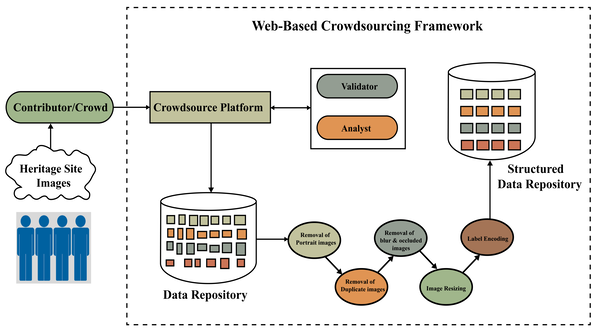 Web-Based Crowdsourcing Framework
Contributor/Crowd
Crowdsource Platform
Validator
Analyst
Heritage Site
Images
Structured
Data Repository
Data Repository
Removal of
Portrait images
Removal of
Duplicate images
Removal of
blur & occluded
images
Image Resizing
Label Encoding